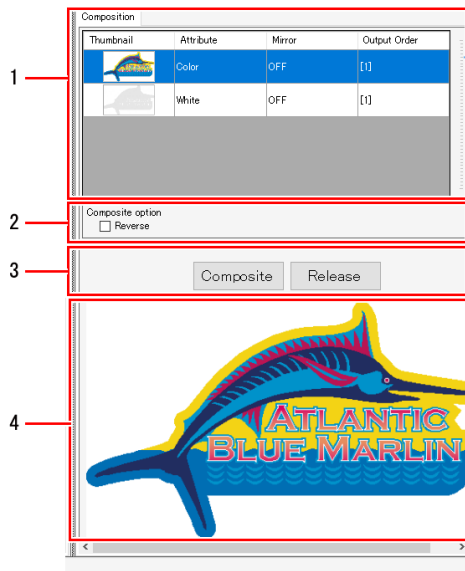 Composition
Thumbnail Attribute Mirror Output Order
1
Color OFF [1]
White OFF [1]
2
Composite option
Reverse
3
Composite Release
4
ATLANTIC
BLUE MARLIN